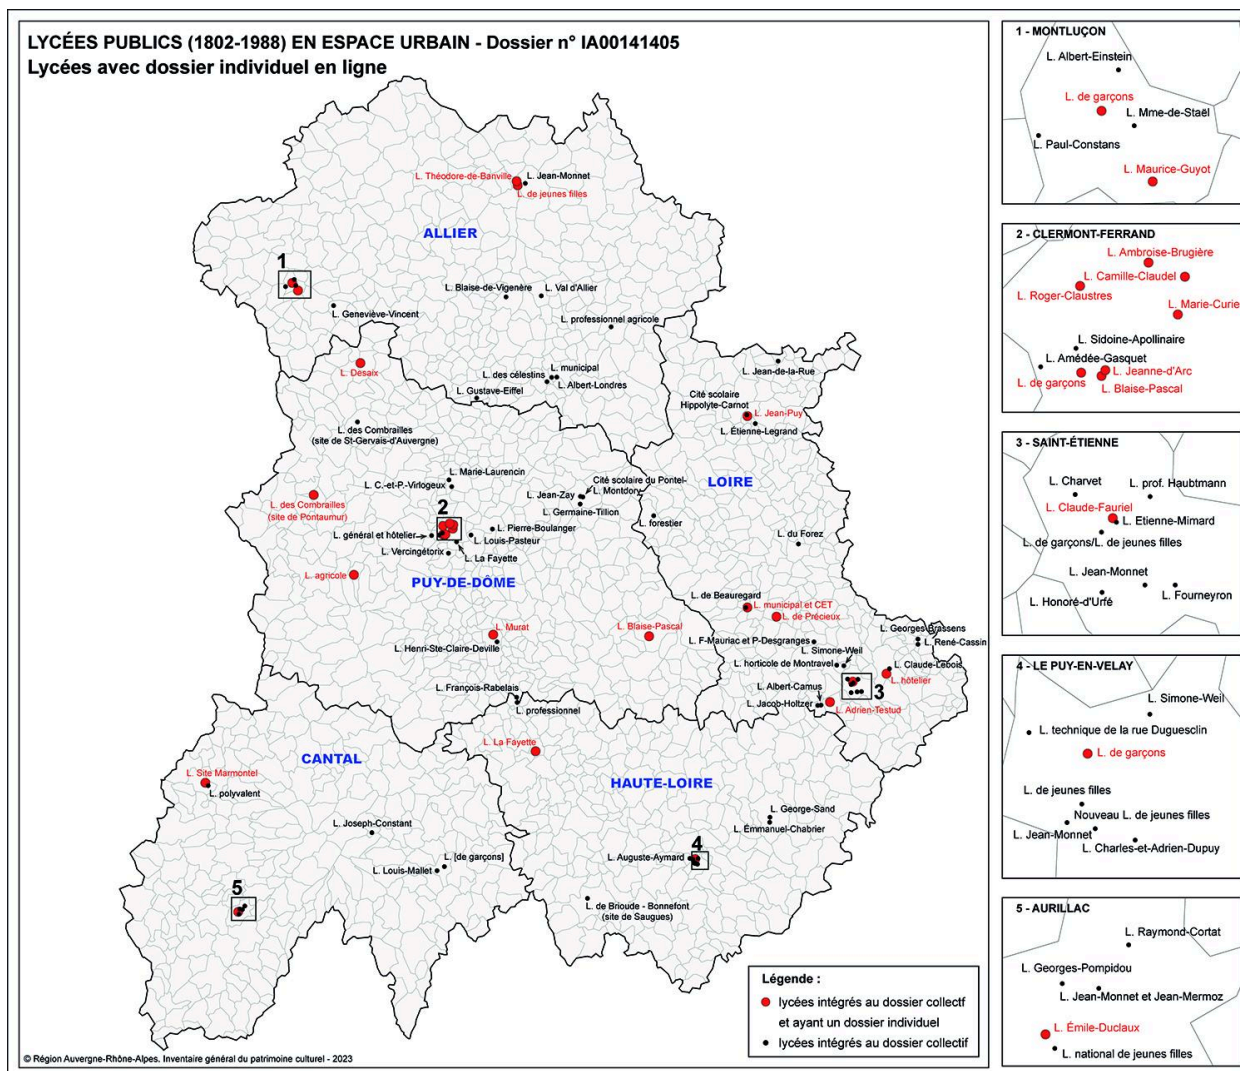 LYCÉES PUBLICS (1802-1988) EN ESPACE URBAIN - Dossier n° IA00141405
Lycées avec dossier individuel en ligne
L. Théodore-de-Banville
L. Jean-Monnet
L. de jeunes filles
ALLIER
1
L. Blaise-de-Vigenère
L. Val d'Allier
L. Geneviève-Vincent
L. professionnel agricole
L. Desaix
L. des célestins
L. municipal
L. Albert-Londres
L. Gustave-Eiffel
L. Jean-de-la-Rue
Cité scolaire
Hippolyte-Carnot
L. Jean-Puy
L. Étienne-Legrand
L. des Combrailles
(site de St-Gervais-d'Auvergne)
L. Marie-Laurencin
L. C.-et-P.-Virlogeux
LOIRE
Cité scolaire du Pontel-
L. Jean-Zay
L. Montdory
L. Germaine-Tillion
L. des Combrailles
(site de Pontaumur)
2
L. forestier
L. général et hôtelier
L. Pierre-Boulanger
L. Louis-Pasteur
L. Vercingétorix
L. La Fayette
L. du Forez
L. agricole
PUY-DE-DÔME
L. de Beauregard
L. municipal et CET
L. de Précieux
L. Murat
L. Blaise-Pascal
L. Henri-Ste-Claire-Deville
L. Georges-Brassens
L. F-Mauriac et P-Desgranges
L. René-Cassin
L. Simone-Weil
L. horticole de Montravel
L. Claude-Lebois
L. hôtelier
L. Albert-Camus
3
L. François-Rabelais
L. Jacob-Holtzer
L. professionnel
L. Adrien-Testud
L. La Fayette
CANTAL
L. Site Marmontel
L. polyvalent
HAUTE-LOIRE
L. Joseph-Constant
L. George-Sand
L. Emmanuel-Chabrier
L. [de garçons]
L. Louis-Mallet
L. Auguste-Aymard
4
5
L. de Brioude - Bonnefont
(site de Saugues)
Légende :
lycées intégrés au dossier collectf
et ayant un dossier individuel
lycées intégrés au dossier collectif
© Région Auvergne-Rhône-Alpes. Inventaire général du patrimoine culturel - 2023
1 - MONTLUÇON
L. Albert-Einstein
L. de garçons
L. Mme-de-Staël
L. Paul-Constans
L. Maurice-Guyot
2 - CLERMONT-FERRAND
L. Ambroise-Brugière
L. Camille-Claudel
L. Roger-Claustres
L. Marie-Curie
L. Sidoine-Apollinaire
L. Amédée-Gasquet
L. Jeanne-d'Arc
L. de garçons
L. Blaise-Pascal
3 - SAINT-ÉTIENNE
L. Charvet
L. prof. Haubtmann
L. Claude-Fauriel
L. Etienne-Mimard
L. de garçons/L. de jeunes filles
L. Jean-Monnet
L. Honoré-d'Urfé
L. Fourneyron
4 - LE PUY-EN-VELAY
L. Simone-Weil
L. technique de la rue Duguesclin
L. de garçons
L. de jeunes filles
Nouveau L. de jeunes filles
L. Jean-Monnet
L. Charles-et-Adrien-Dupuy
5 - AURILLAC
L. Raymond-Cortat
L. Georges-Pompidou
L. Jean-Monnet et Jean-Mermoz
L. Émile-Duclaux
L. national de jeunes filles